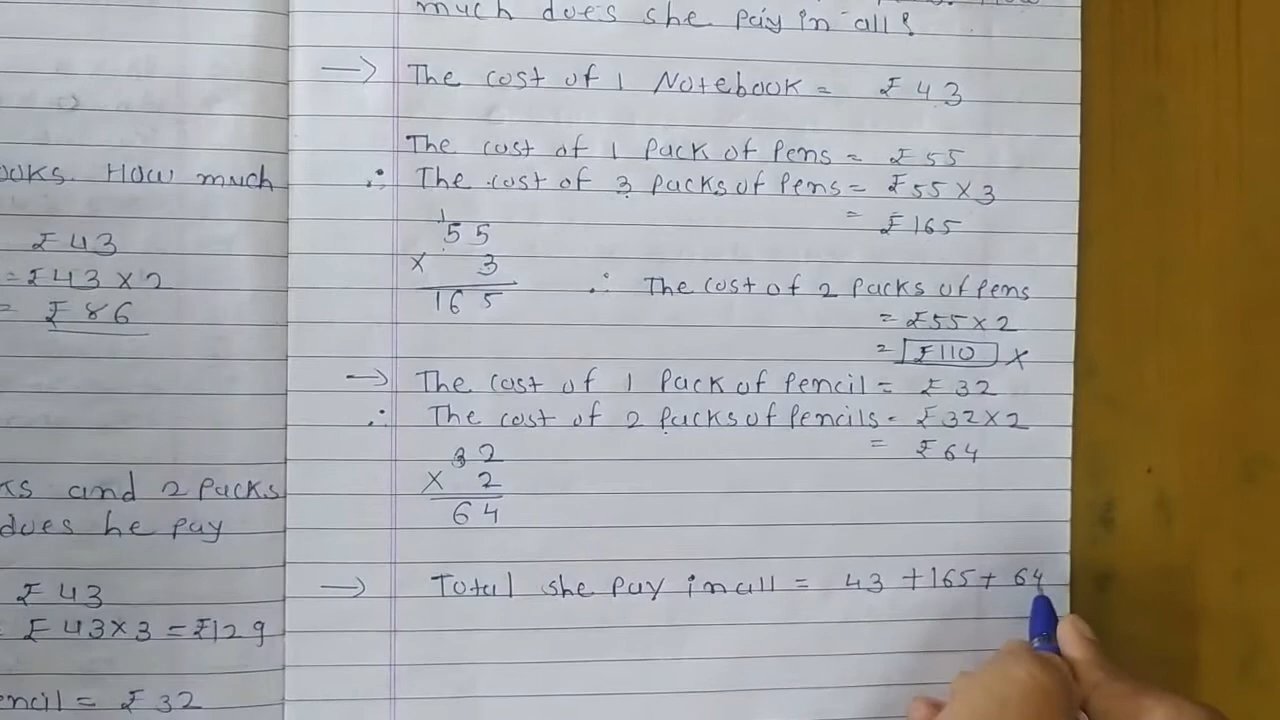 ooks. How much
₹43
= ₹43 × 2
= ₹86
ks and 2 Packs
does he pay
₹43
= ₹43×3 = ₹129
encil = ₹32
much does she pay in all?
→ The cost of 1 Notebook = ₹43
The cost of 1 Pack of Pens = ₹55
∴ The cost of 3 Packs of Pens = ₹55×3
= ₹165
1
55
× 3
165
∴ The cost of 2 Packs of Pens
= ₹55×2
= ₹110 ×
→ The cost of 1 Pack of Pencil = ₹32
∴ The cost of 2 Packs of Pencils = ₹32×2
= ₹64
32
× 2
64
→ Total she pay in all = 43 + 165 + 64